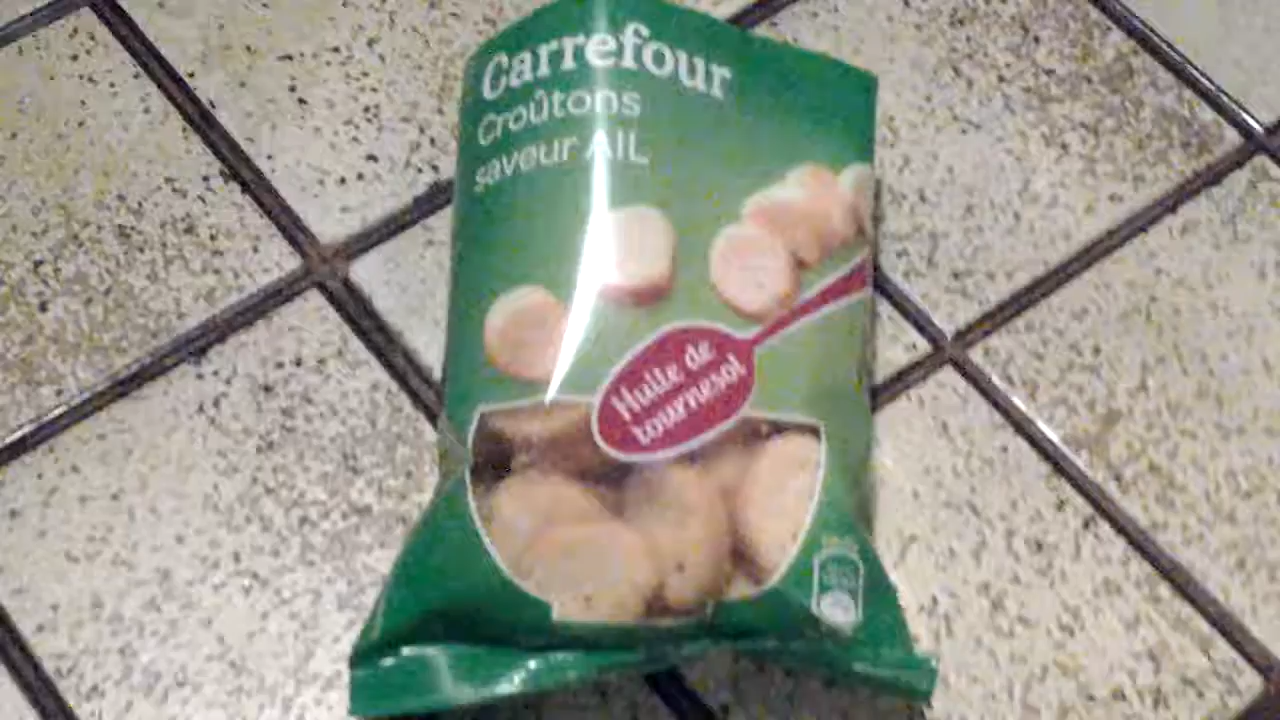 Carrefour
Croûtons
saveur AIL
Huile de
tournesol